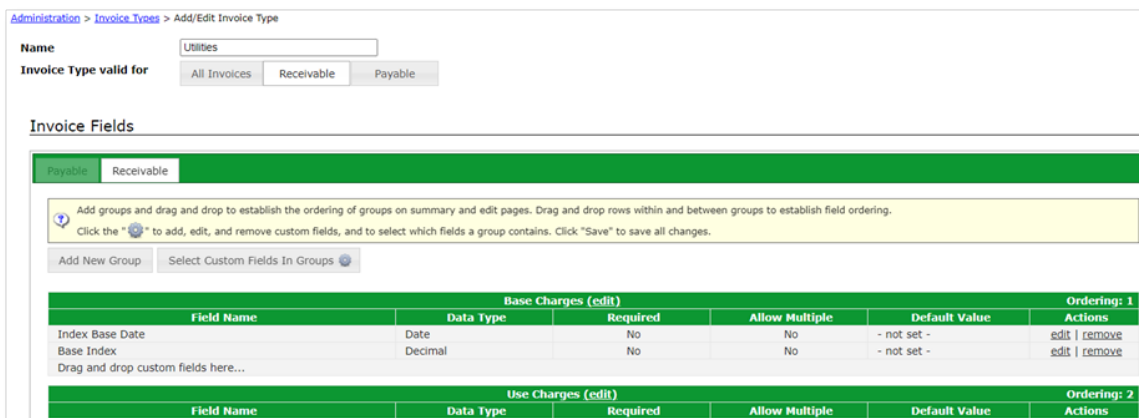 Administration > Invoice Types > Add/Edit Invoice Type
Name Utilities
Invoice Type valid for All Invoices Receivable Payable
Invoice Fields
Payable Receivable
Add groups and drag and drop to establish the ordering of groups on summary and edit pages. Drag and drop rows within and between groups to establish field ordering.
Click the " " to add, edit, and remove custom fields, and to select which fields a group contains. Click "Save" to save all changes.
Add New Group Select Custom Fields In Groups
Base Charges (edit) Ordering: 1
Field Name Data Type Required Allow Multiple Default Value Actions
Index Base Date Date No No - not set - edit | remove
Base Index Decimal No No - not set - edit | remove
Drag and drop custom fields here...
Use Charges (edit) Ordering: 2
Field Name Data Type Required Allow Multiple Default Value Actions